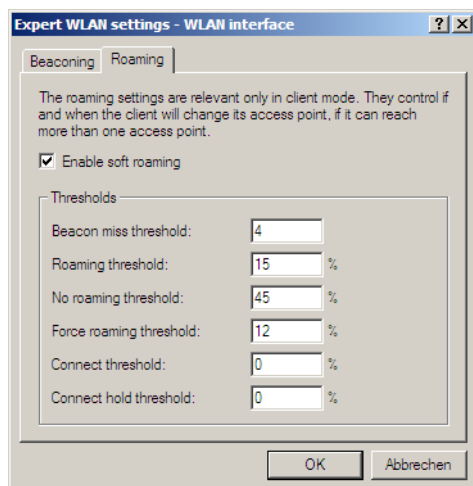 Expert WLAN settings - WLAN interface
Beaconing Roaming
The roaming settings are relevant only in client mode. They control if
and when the client will change its access point, if it can reach
more than one access point.
Enable soft roaming
Thresholds
Beacon miss threshold: 4
Roaming threshold: 15 %
No roaming threshold: 45 %
Force roaming threshold: 12 %
Connect threshold: 0 %
Connect hold threshold: 0 %
OK Abbrechen